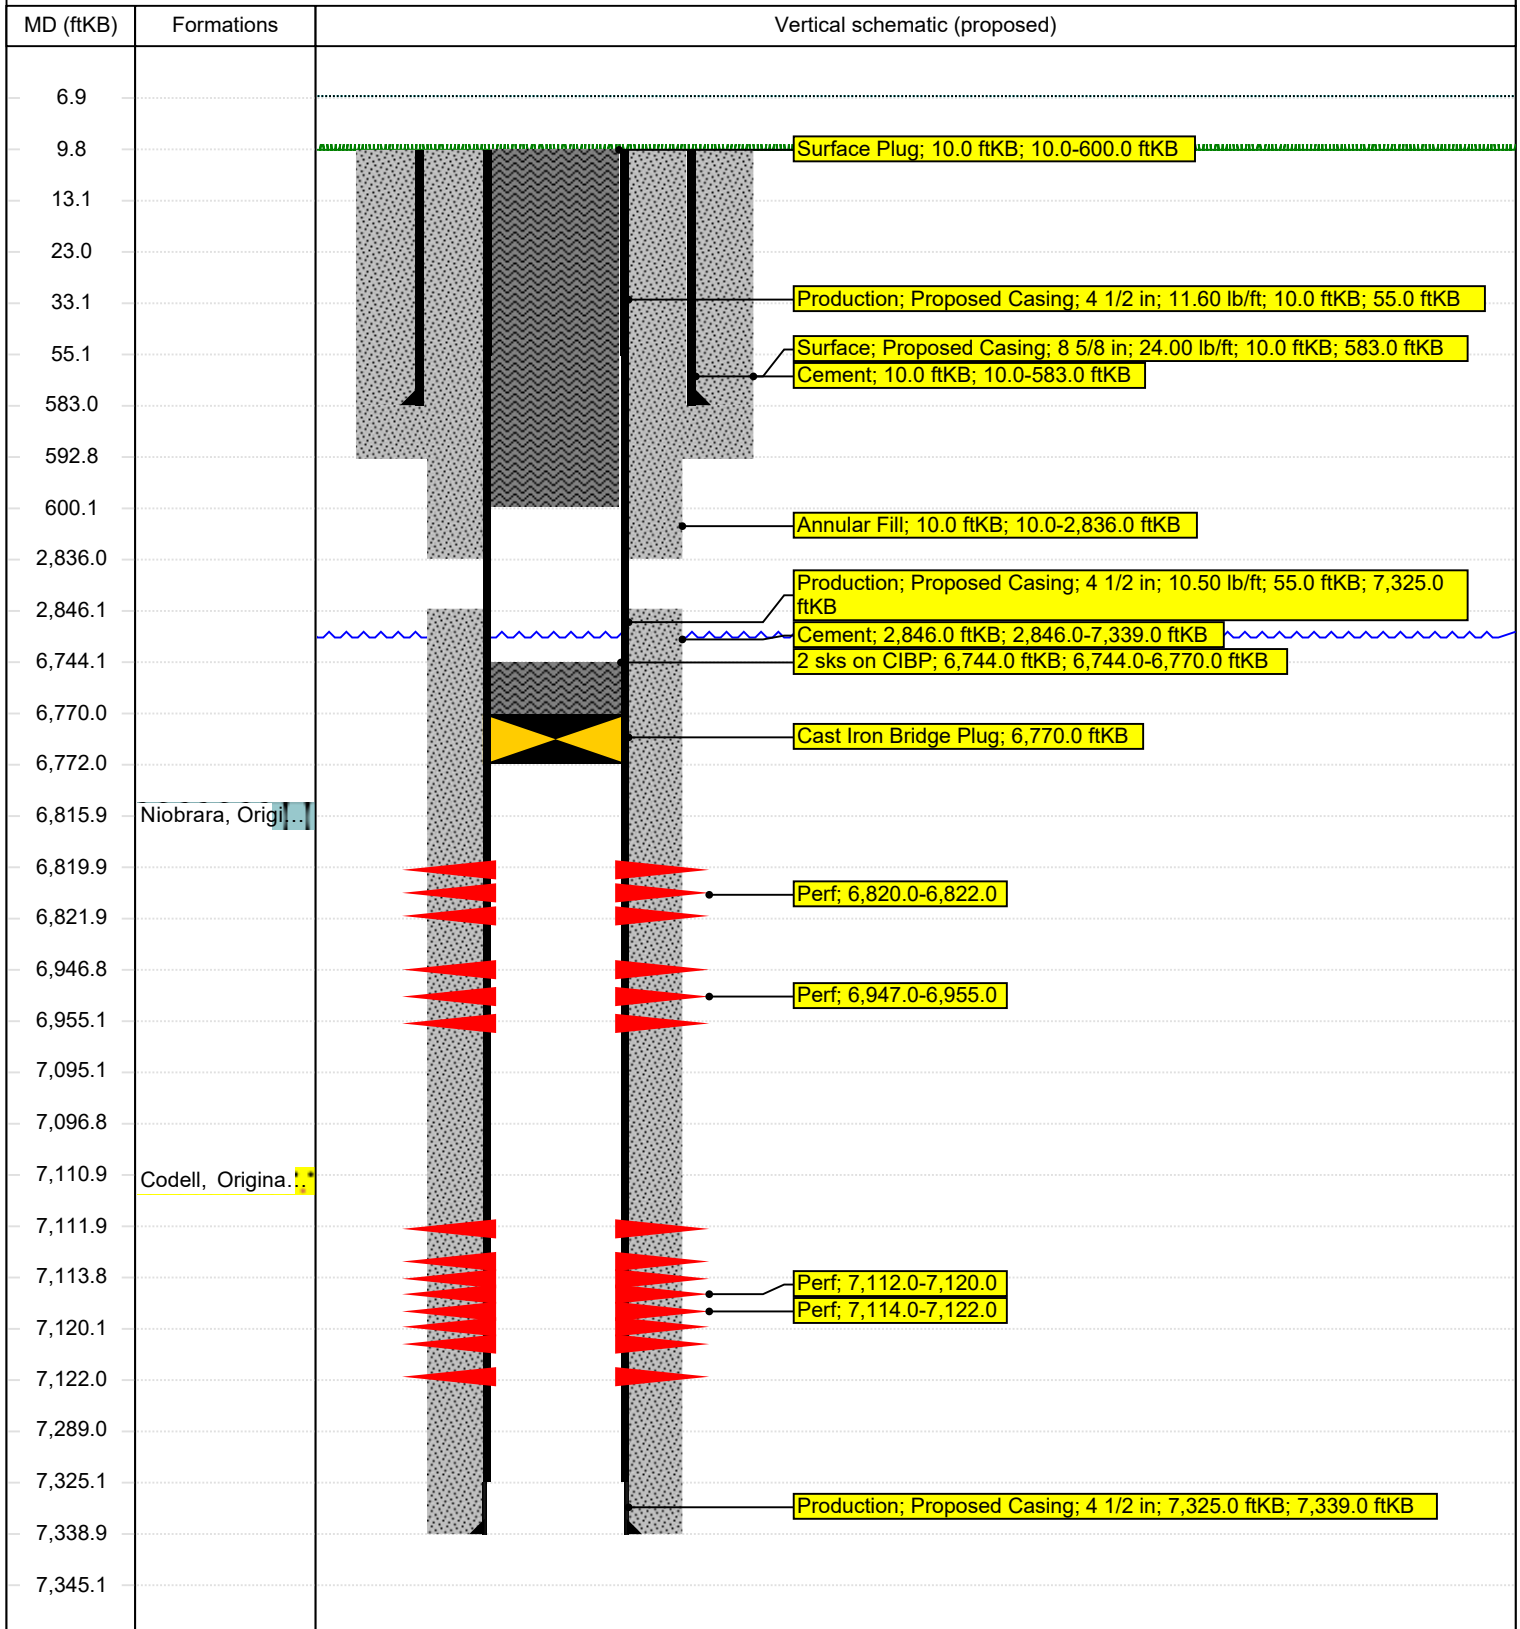 MD (ftKB)
Formations
Vertical schematic (proposed)
6.9
9.8
Surface Plug; 10.0 ftKB; 10.0-600.0 ftKB
13.1
23.0
33.1
Production; Proposed Casing; 4 1/2 in; 11.60 lb/ft; 10.0 ftKB; 55.0 ftKB
55.1
Surface; Proposed Casing; 8 5/8 in; 24.00 lb/ft; 10.0 ftKB; 583.0 ftKB
Cement; 10.0 ftKB; 10.0-583.0 ftKB
583.0
592.8
600.1
Annular Fill; 10.0 ftKB; 10.0-2,836.0 ftKB
2,836.0
Production; Proposed Casing; 4 1/2 in; 10.50 lb/ft; 55.0 ftKB; 7,325.0
ftKB
2,846.1
Cement; 2,846.0 ftKB; 2,846.0-7,339.0 ftKB
6,744.1
2 sks on CIBP; 6,744.0 ftKB; 6,744.0-6,770.0 ftKB
6,770.0
Cast Iron Bridge Plug; 6,770.0 ftKB
6,772.0
6,815.9
Niobrara, Origi...
6,819.9
Perf; 6,820.0-6,822.0
6,821.9
6,946.8
Perf; 6,947.0-6,955.0
6,955.1
7,095.1
7,096.8
7,110.9
Codell, Origina...
7,111.9
7,113.8
Perf; 7,112.0-7,120.0
Perf; 7,114.0-7,122.0
7,120.1
7,122.0
7,289.0
7,325.1
Production; Proposed Casing; 4 1/2 in; 7,325.0 ftKB; 7,339.0 ftKB
7,338.9
7,345.1